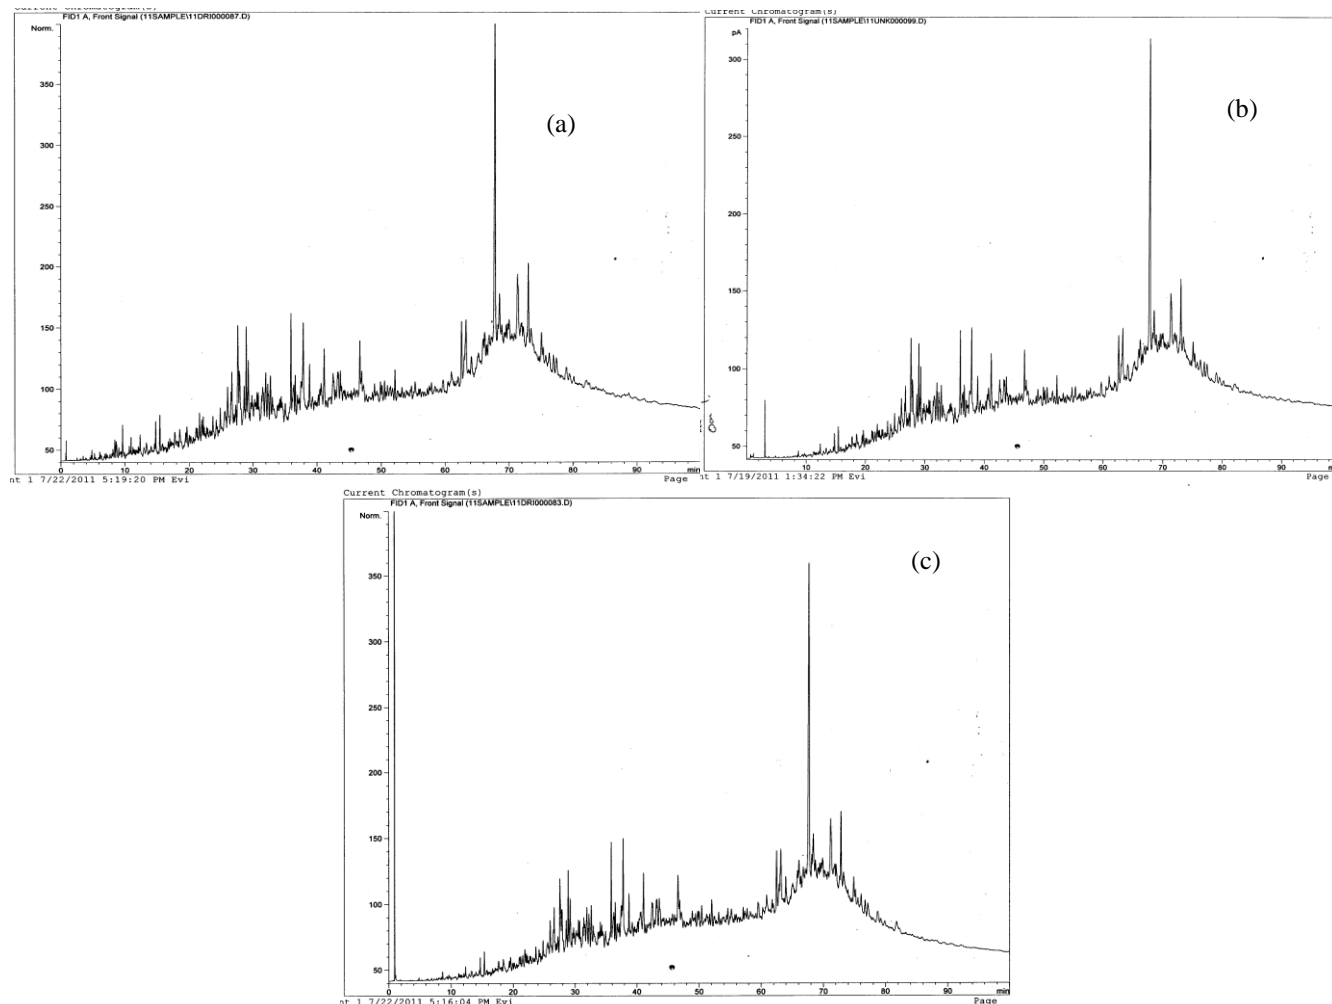 FID1 A, Front Signal (11SAMPLE\11DRI000087.D)
Norm.
(a)
350
300
250
200
150
100
50
0 10 20 30 40 50 60 70 80 90 min
nt 1 7/22/2011 5:19:20 PM Evi Page
Current Chromatogram(s)
FID1 A, Front Signal (11SAMPLE\11UNK000099.D)
pA
(b)
300
250
200
150
100
50
0 10 20 30 40 50 60 70 80 90 min
nt 1 7/19/2011 1:34:22 PM Evi Page
Current Chromatogram(s)
FID1 A, Front Signal (11SAMPLE\11DRI000083.D)
Norm.
(c)
350
300
250
200
150
100
50
0 10 20 30 40 50 60 70 80 90 min
nt 1 7/22/2011 5:16:04 PM Evi Page